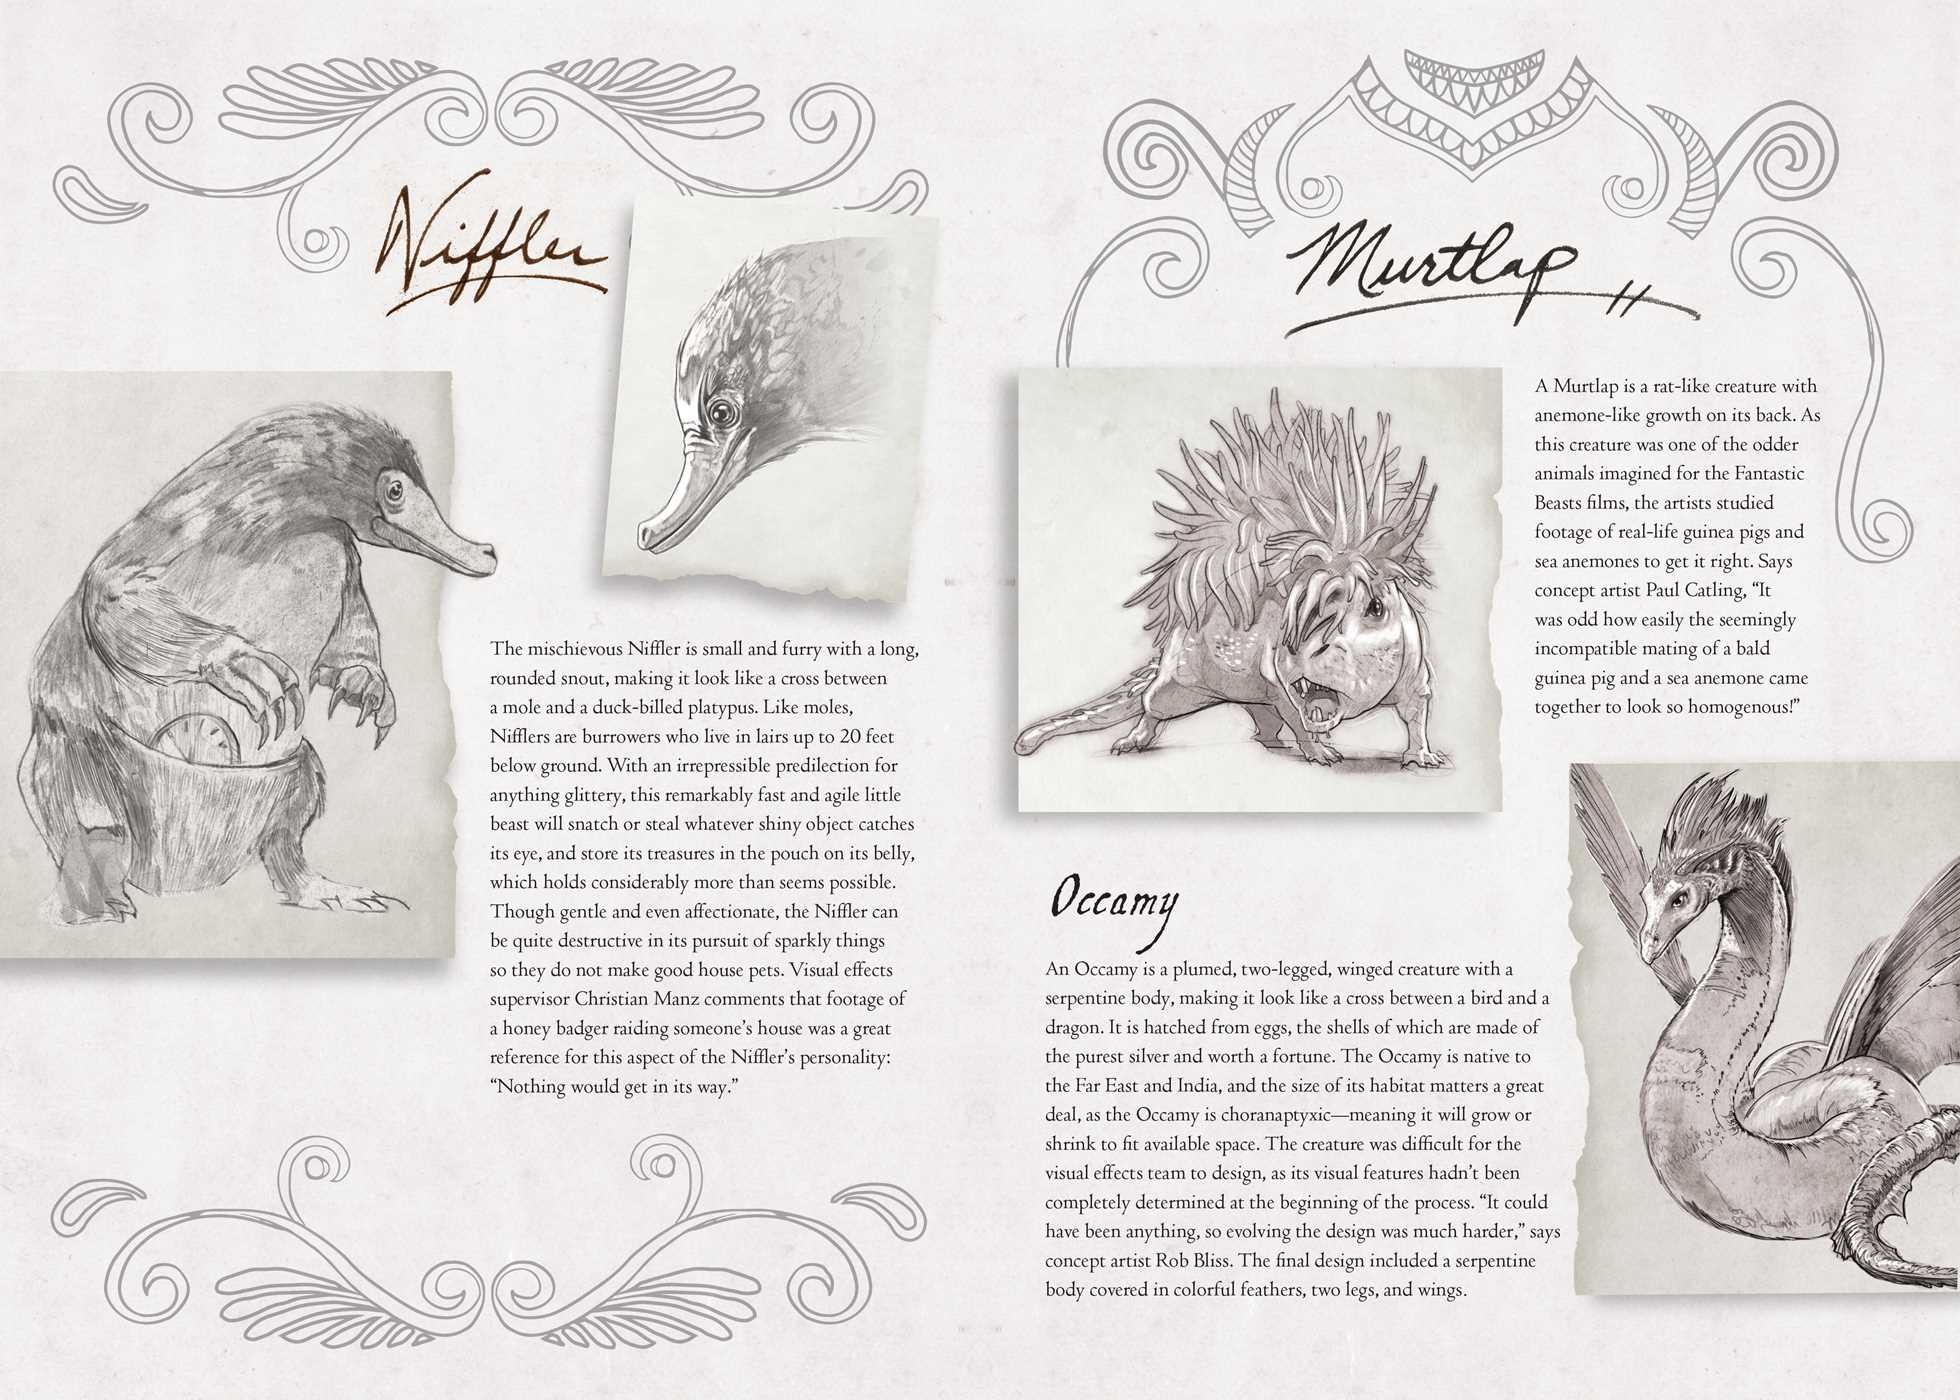 Niffler
The mischievous Niffler is small and furry with a long,
rounded snout, making it look like a cross between
a mole and a duck-billed platypus. Like moles,
Nifflers are burrowers who live in lairs up to 20 feet
below ground. With an irrepressible predilection for
anything glittery, this remarkably fast and agile little
beast will snatch or steal whatever shiny object catches
its eye, and store its treasures in the pouch on its belly,
which holds considerably more than seems possible.
Though gentle and even affectionate, the Niffler can
be quite destructive in its pursuit of sparkly things
so they do not make good house pets. Visual effects
supervisor Christian Manz comments that footage of
a honey badger raiding someone’s house was a great
reference for this aspect of the Niffler’s personality:
“Nothing would get in its way.”
Murtlap
A Murtlap is a rat-like creature with
anemone-like growth on its back. As
this creature was one of the odder
animals imagined for the Fantastic
Beasts films, the artists studied
footage of real-life guinea pigs and
sea anemones to get it right. Says
concept artist Paul Catling, “It
was odd how easily the seemingly
incompatible mating of a bald
guinea pig and a sea anemone came
together to look so homogenous!”
Occamy
An Occamy is a plumed, two-legged, winged creature with a
serpentine body, making it look like a cross between a bird and a
dragon. It is hatched from eggs, the shells of which are made of
the purest silver and worth a fortune. The Occamy is native to
the Far East and India, and the size of its habitat matters a great
deal, as the Occamy is choranaptyxic—meaning it will grow or
shrink to fit available space. The creature was difficult for the
visual effects team to design, as its visual features hadn’t been
completely determined at the beginning of the process. “It could
have been anything, so evolving the design was much harder,” says
concept artist Rob Bliss. The final design included a serpentine
body covered in colorful feathers, two legs, and wings.